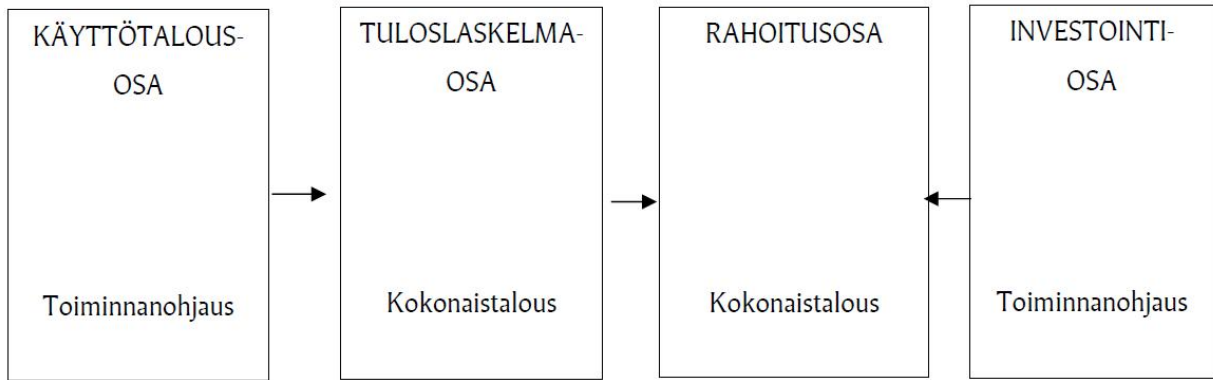 KÄYTTÖTALOUS-
OSA
Toiminnanohjaus
TULOSLASKELMA-
OSA
Kokonaistalous
RAHOITUSOSA
Kokonaistalous
INVESTOINTI-
OSA
Toiminnanohjaus